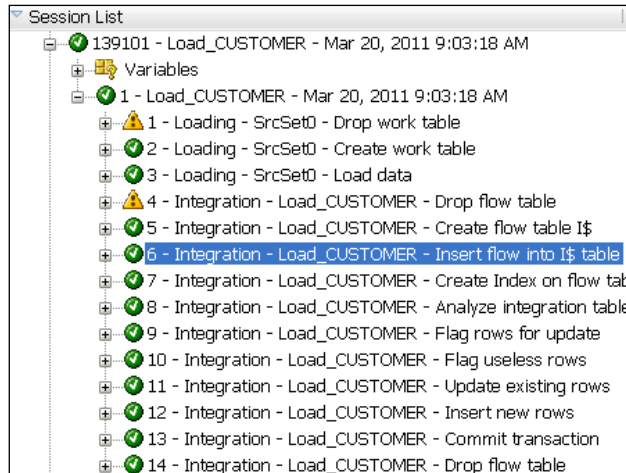 Session List
139101 - Load_CUSTOMER - Mar 20, 2011 9:03:18 AM
Variables
1 - Load_CUSTOMER - Mar 20, 2011 9:03:18 AM
1 - Loading - SrcSet0 - Drop work table
2 - Loading - SrcSet0 - Create work table
3 - Loading - SrcSet0 - Load data
4 - Integration - Load_CUSTOMER - Drop flow table
5 - Integration - Load_CUSTOMER - Create flow table I$
6 - Integration - Load_CUSTOMER - Insert flow into I$ table
7 - Integration - Load_CUSTOMER - Create Index on flow tab
8 - Integration - Load_CUSTOMER - Analyze integration table
9 - Integration - Load_CUSTOMER - Flag rows for update
10 - Integration - Load_CUSTOMER - Flag useless rows
11 - Integration - Load_CUSTOMER - Update existing rows
12 - Integration - Load_CUSTOMER - Insert new rows
13 - Integration - Load_CUSTOMER - Commit transaction
14 - Integration - Load_CUSTOMER - Drop flow table